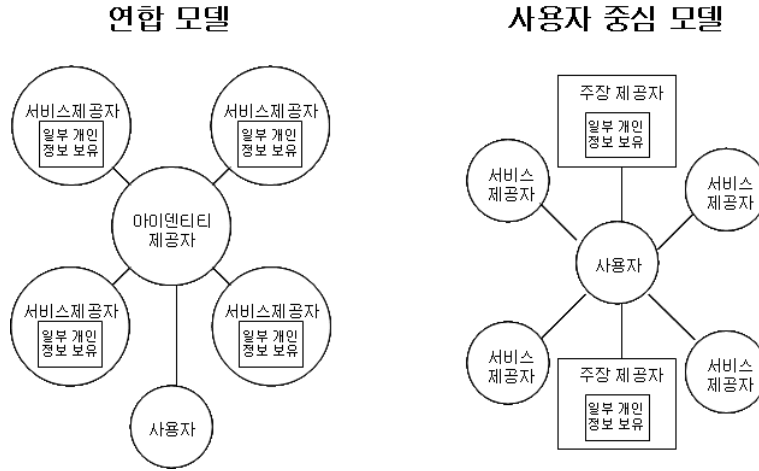 연합 모델
서비스제공자
일부 개인
정보 보유
서비스제공자
일부 개인
정보 보유
아이덴티티
제공자
서비스제공자
일부 개인
정보 보유
서비스제공자
일부 개인
정보 보유
사용자
사용자 중심 모델
주장 제공자
일부 개인
정보 보유
서비스
제공자
서비스
제공자
사용자
서비스
제공자
서비스
제공자
주장 제공자
일부 개인
정보 보유